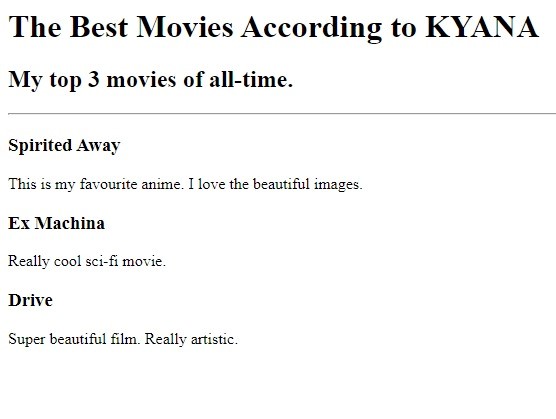 The Best Movies According to KYANA
My top 3 movies of all-time.
Spirited Away
This is my favourite anime. I love the beautiful images.
Ex Machina
Really cool sci-fi movie.
Drive
Super beautiful film. Really artistic.